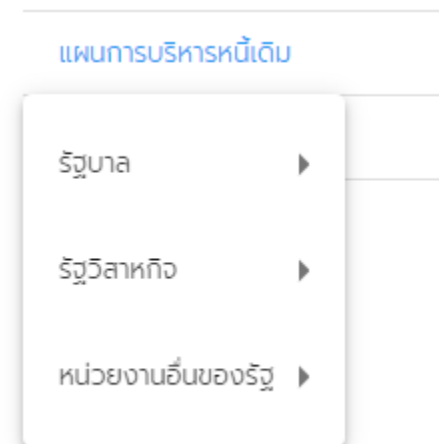 แผนการบริหารหนี้เดิม
รัฐบาล
รัฐวิสาหกิจ
หน่วยงานอื่นของรัฐ